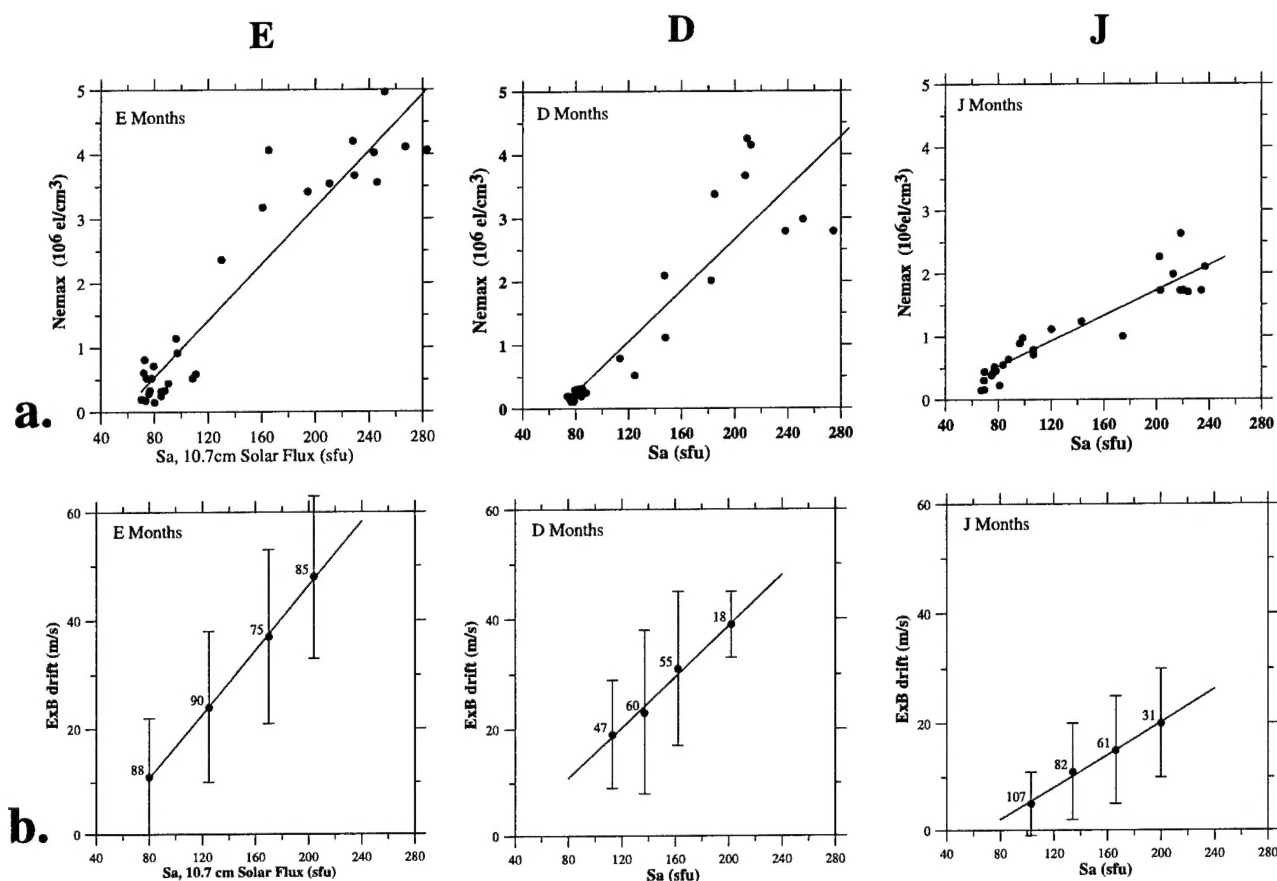 E D J
5 4 3 2 1 0
E Months
Nemax (10⁶ el/cm³)
40 80 120 160 200 240 280
Sa, 10.7cm Solar Flux (sfu)
5 4 3 2 1 0
D Months
Nemax (10⁶ el/cm³)
40 80 120 160 200 240 280
Sa (sfu)
5 4 3 2 1 0
J Months
Nemax (10⁶el/cm³)
40 80 120 160 200 240 280
Sa (sfu)
a.
60 40 20 0
E Months
ExB drift (m/s)
88 90 75 85
40 80 120 160 200 240 280
Sa, 10.7 cm Solar Flux (sfu)
60 40 20 0
D Months
ExB drift (m/s)
47 60 55 18
40 80 120 160 200 240 280
Sa (sfu)
60 40 20 0
J Months
ExB drift (m/s)
107 82 61 31
40 80 120 160 200 240 280
Sa (sfu)
b.